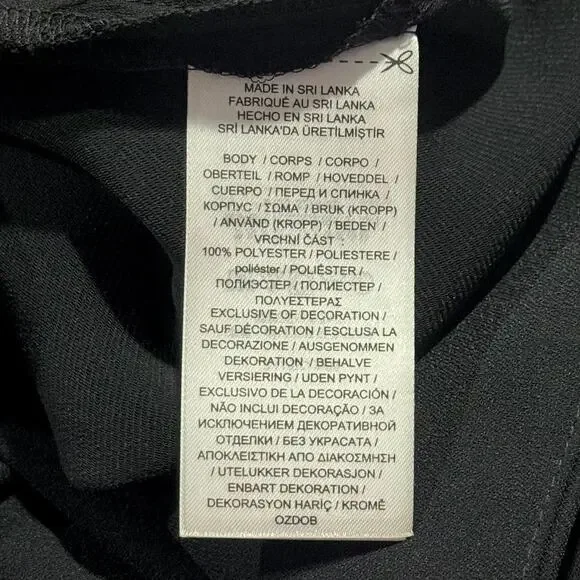 MADE IN SRI LANKA
FABRIQUÉ AU SRI LANKA
HECHO EN SRI LANKA
SRİ LANKA'DA ÜRETİLMİŞTİR
BODY / CORPS / CORPO /
OBERTEIL / ROMP / HOVEDDEL /
CUERPO / ПЕРЕД И СПИНКА /
КОРПУС / ΣΩΜΑ / BRUK (KROPP)
/ ANVÄND (KROPP) / BEDEN /
VRCHNÍ ČÁST :
100% POLYESTER / POLIESTERE /
poliéster / POLIÉSTER /
ПОЛИЭСТЕР / ПОЛИЕСТЕР /
ΠΟΛΥΕΣΤΕΡΑΣ
EXCLUSIVE OF DECORATION /
SAUF DÉCORATION / ESCLUSA LA
DECORAZIONE / AUSGENOMMEN
DEKORATION / BEHALVE
VERSIERING / UDEN PYNT /
EXCLUSIVO DE LA DECORACIÓN /
NÃO INCLUI DECORAÇÃO / ЗА
ИСКЛЮЧЕНИЕМ ДЕКОРАТИВНОЙ
ОТДЕЛКИ / БЕЗ УКРАСАТА /
ΑΠΟΚΛΕΙΣΤΙΚΗ ΑΠΟ ΔΙΑΚΟΣΜΗΣΗ
/ UTELUKKER DEKORASJON /
ENBART DEKORATION /
DEKORASYON HARİÇ / KROMĚ
OZDOB